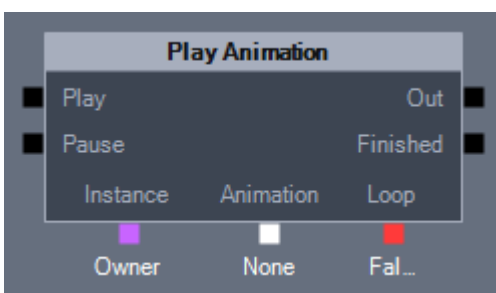 Play Animation
Play Out
Pause Finished
Instance Animation Loop
Owner None Fal...